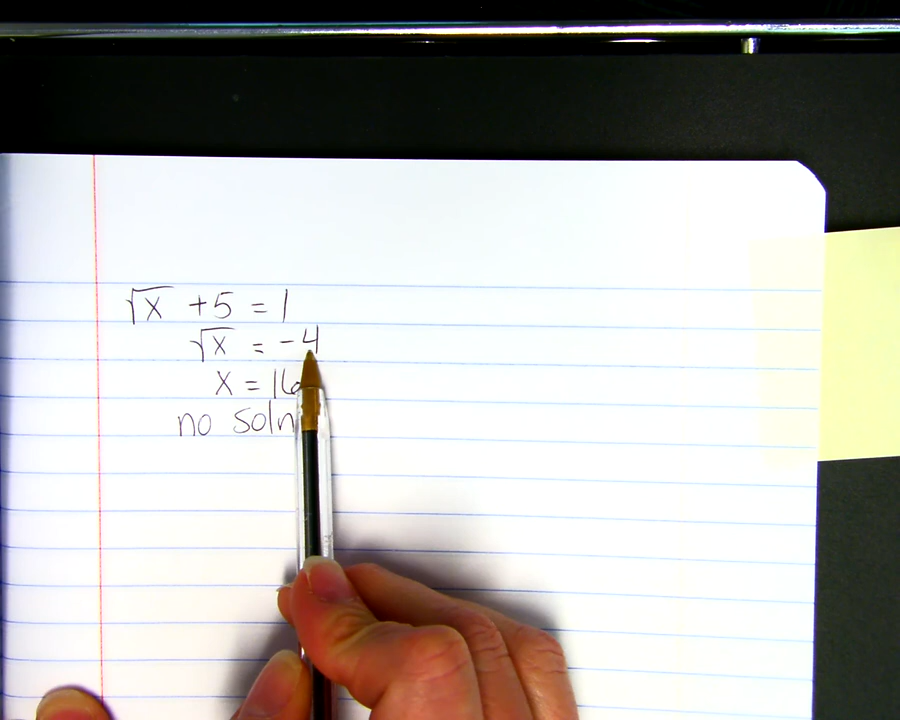 √x + 5 = 1
√x = -4
x = 16
no soln